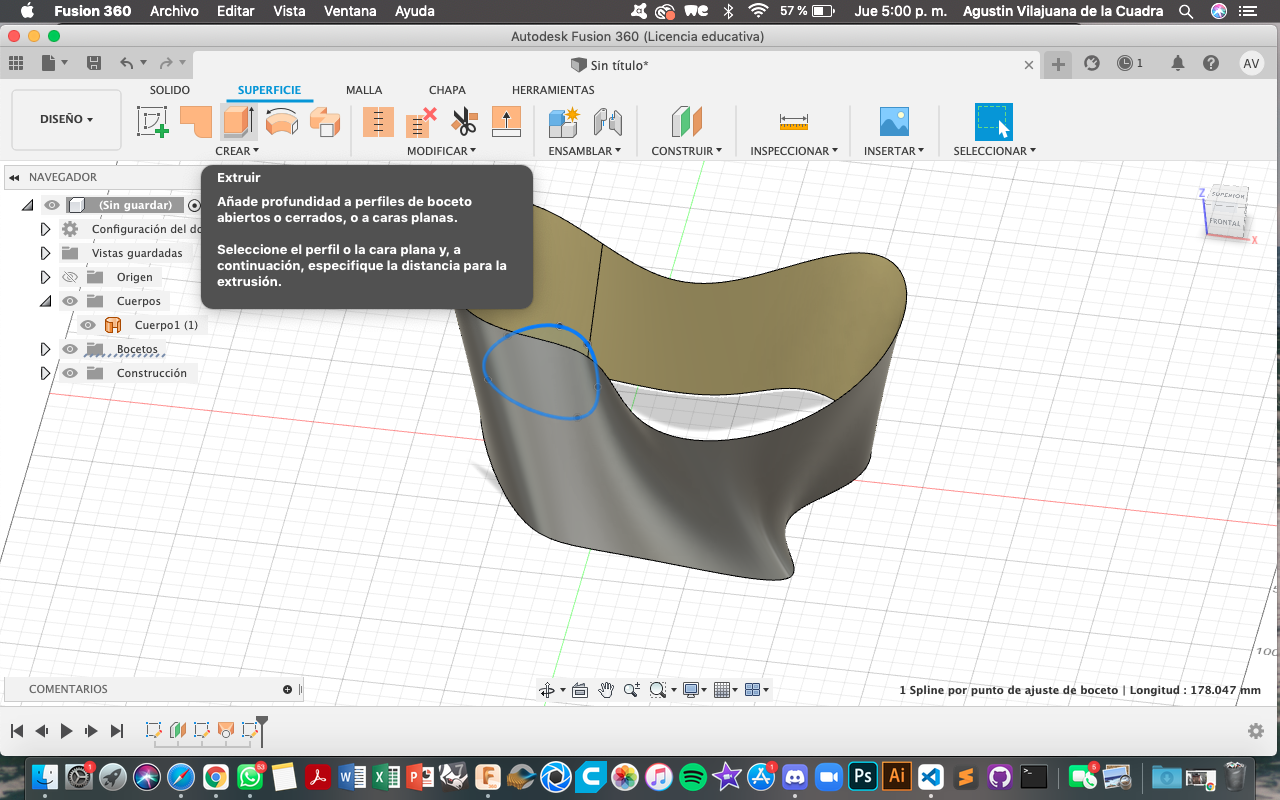 Fusion 360 Archivo Editar Vista Ventana Ayuda 57 % Jue 5:00 p. m. Agustin Vilajuana de la Cuadra
Autodesk Fusion 360 (Licencia educativa)
Sin título* 1 AV
SOLIDO SUPERFICIE MALLA CHAPA HERRAMIENTAS
DISEÑO
CREAR MODIFICAR ENSAMBLAR CONSTRUIR INSPECCIONAR INSERTAR SELECCIONAR
NAVEGADOR
(Sin guardar)
Configuración del do
Vistas guardadas
Origen
Cuerpos
Cuerpo1 (1)
Bocetos
Construcción
Extruir
Añade profundidad a perfiles de boceto
abiertos o cerrados, o a caras planas.
Seleccione el perfil o la cara plana y, a
continuación, especifique la distancia para la
extrusión.
Z
SUPERIOR
FRONTAL
X
100
COMENTARIOS
1 Spline por punto de ajuste de boceto | Longitud : 178.047 mm
1 53 1 5
Ps Ai